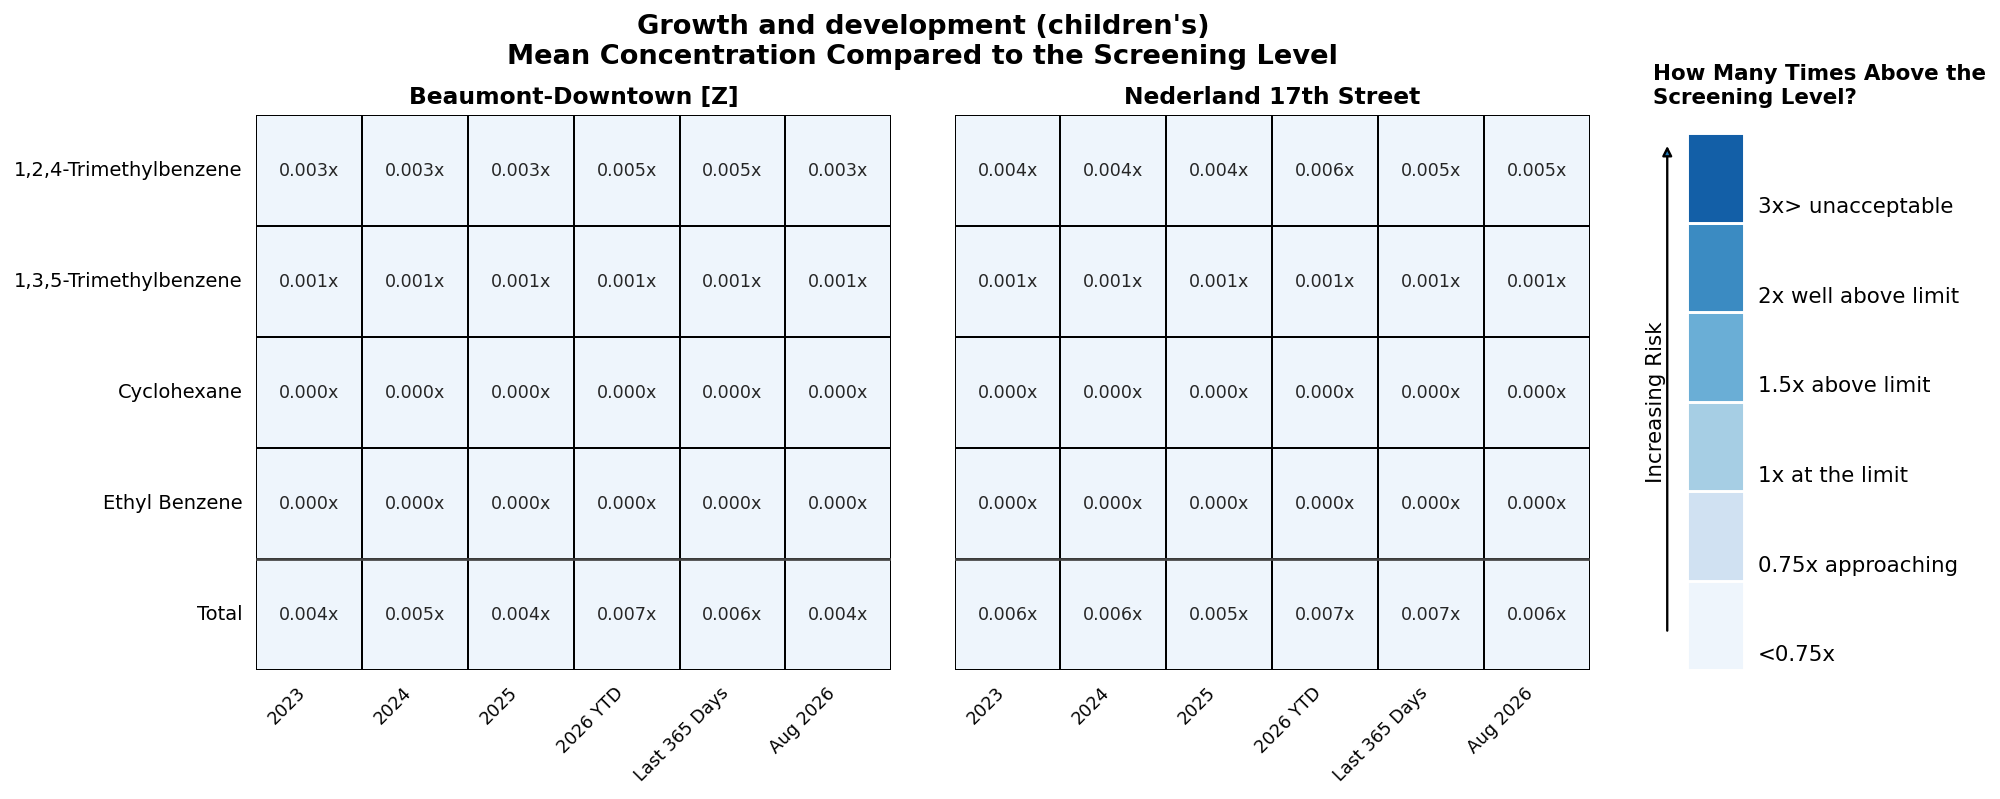 Growth and development (children's)
Mean Concentration Compared to the Screening Level
Beaumont-Downtown [Z]
Nederland 17th Street
1,2,4-Trimethylbenzene 0.003x 0.003x 0.003x 0.005x 0.005x 0.003x 0.004x 0.004x 0.004x 0.006x 0.005x 0.005x
1,3,5-Trimethylbenzene 0.001x 0.001x 0.001x 0.001x 0.001x 0.001x 0.001x 0.001x 0.001x 0.001x 0.001x 0.001x
Cyclohexane 0.000x 0.000x 0.000x 0.000x 0.000x 0.000x 0.000x 0.000x 0.000x 0.000x 0.000x 0.000x
Ethyl Benzene 0.000x 0.000x 0.000x 0.000x 0.000x 0.000x 0.000x 0.000x 0.000x 0.000x 0.000x 0.000x
Total 0.004x 0.005x 0.004x 0.007x 0.006x 0.004x 0.006x 0.006x 0.005x 0.007x 0.007x 0.006x
2023 2024 2025 2026 YTD Last 365 Days Aug 2026 2023 2024 2025 2026 YTD Last 365 Days Aug 2026
How Many Times Above the
Screening Level?
Increasing Risk
3x> unacceptable
2x well above limit
1.5x above limit
1x at the limit
0.75x approaching
<0.75x